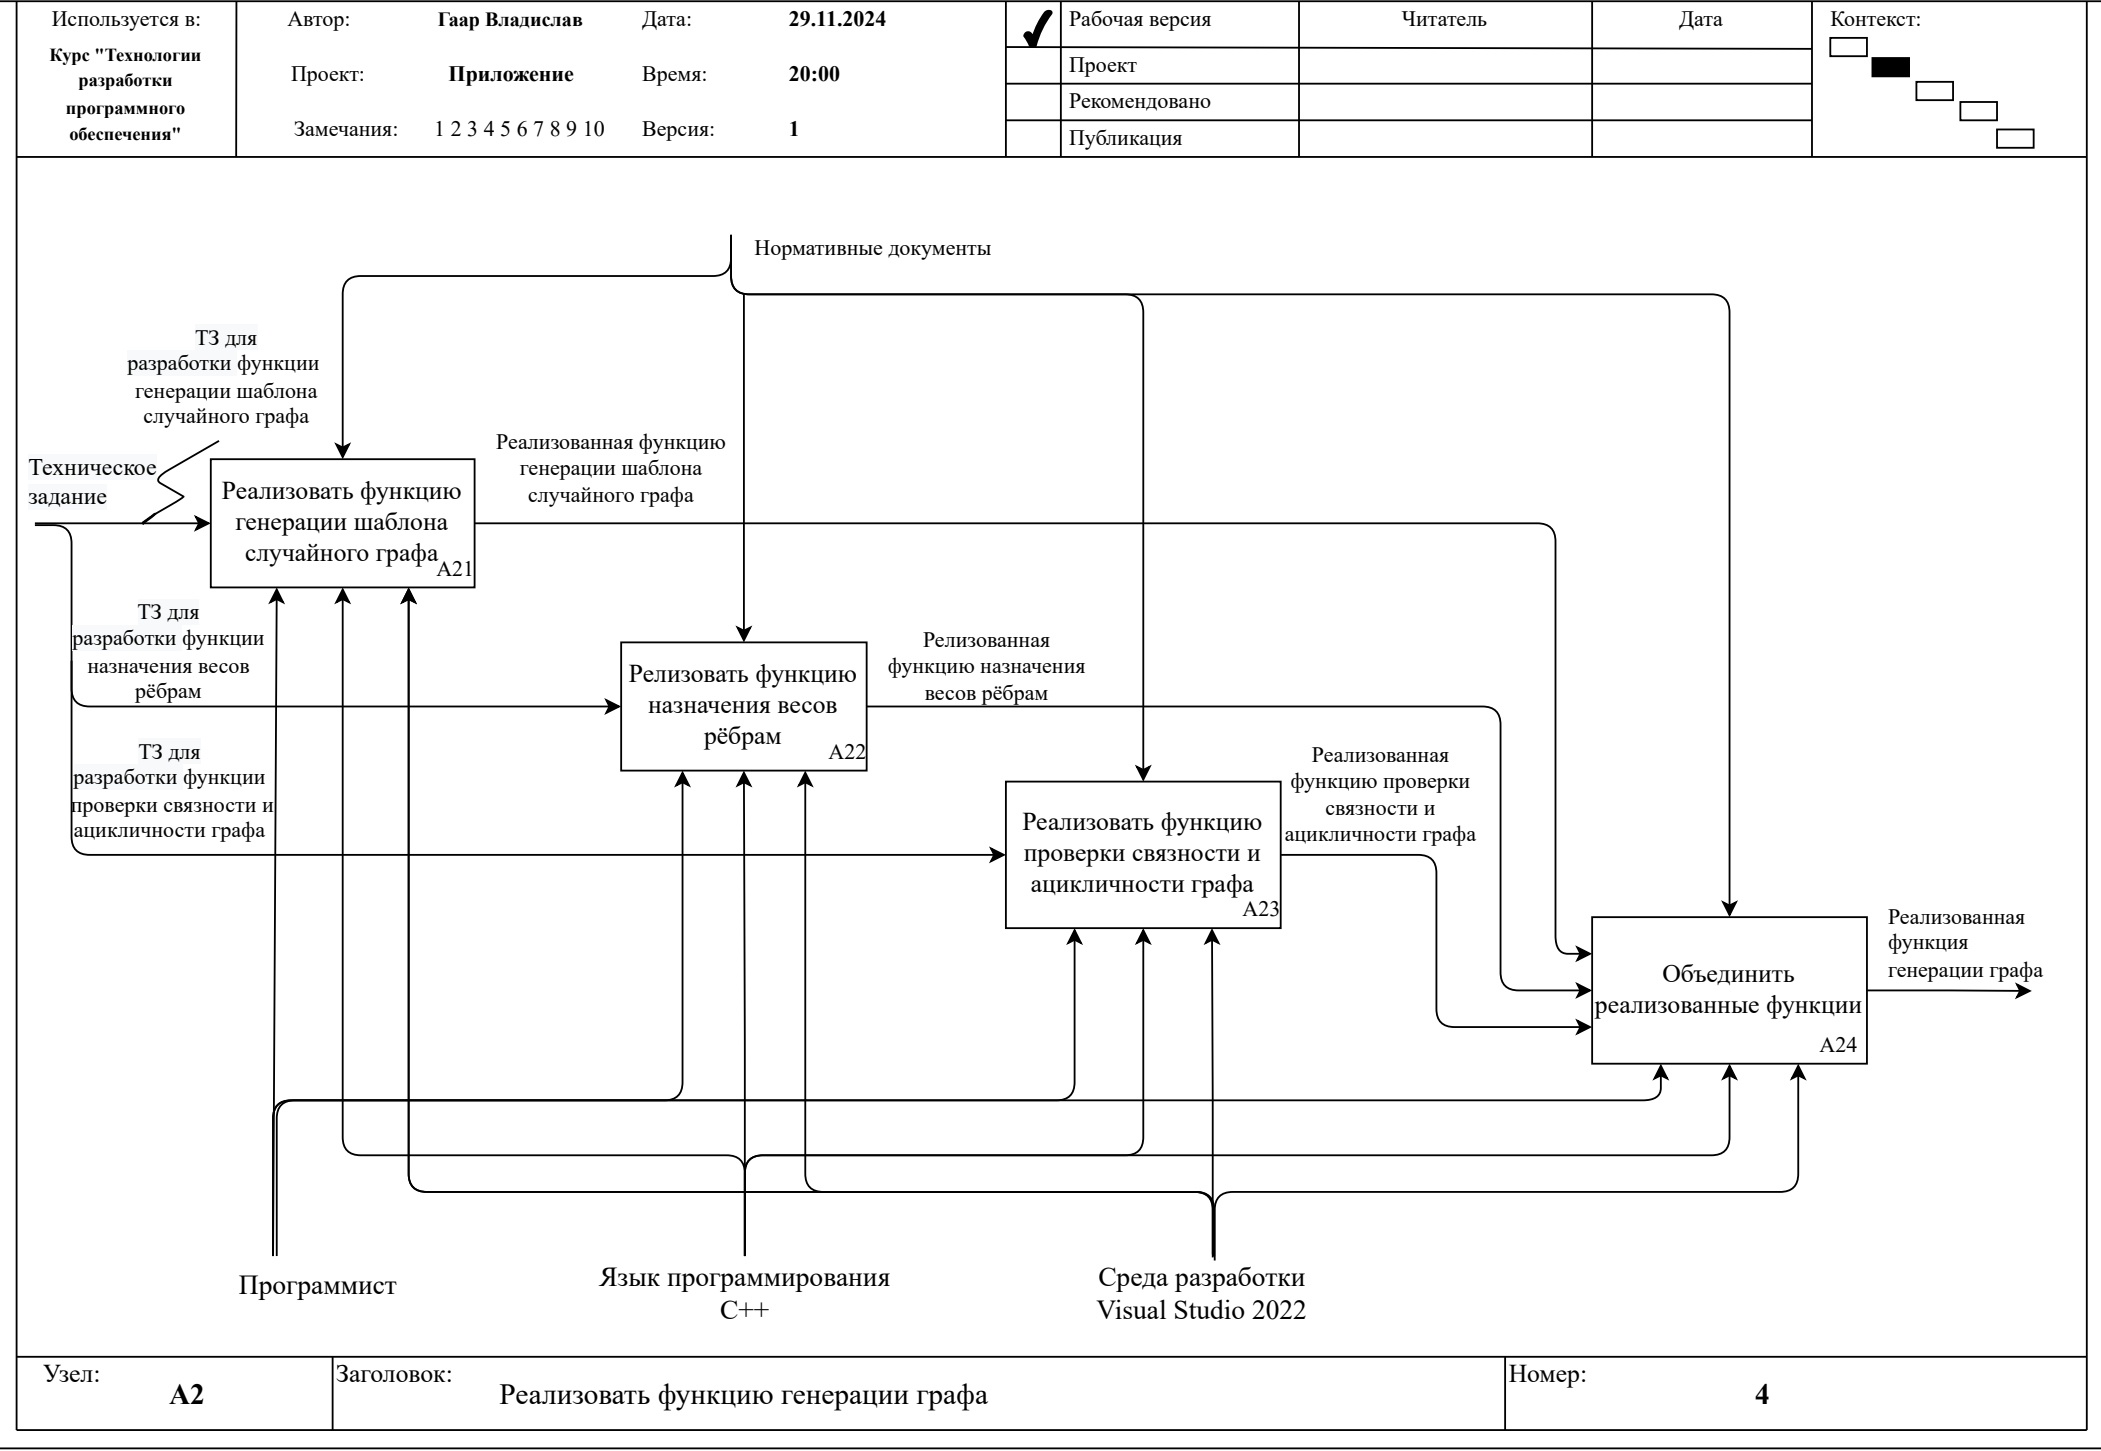 Используется в:
Курс "Технологии
разработки
программного
обеспечения"
Автор:
Гаар Владислав
Дата:
29.11.2024
Проект:
Приложение
Время:
20:00
Замечания:
1 2 3 4 5 6 7 8 9 10
Версия:
1
Рабочая версия
Читатель
Дата
Проект
Рекомендовано
Публикация
Контекст:
Нормативные документы
ТЗ для
разработки функции
генерации шаблона
случайного графа
Техническое
задание
Реализовать функцию
генерации шаблона
случайного графа
А21
Реализованная функцию
генерации шаблона
случайного графа
ТЗ для
разработки функции
назначения весов
рёбрам
Релизовать функцию
назначения весов
рёбрам
А22
Релизованная
функцию назначения
весов рёбрам
ТЗ для
разработки функции
проверки связности и
ацикличности графа
Реализовать функцию
проверки связности и
ацикличности графа
А23
Реализованная
функцию проверки
связности и
ацикличности графа
Объединить
реализованные функции
А24
Реализованная
функция
генерации графа
Программист
Язык программирования
C++
Среда разработки
Visual Studio 2022
Узел:
А2
Заголовок:
Реализовать функцию генерации графа
Номер:
4